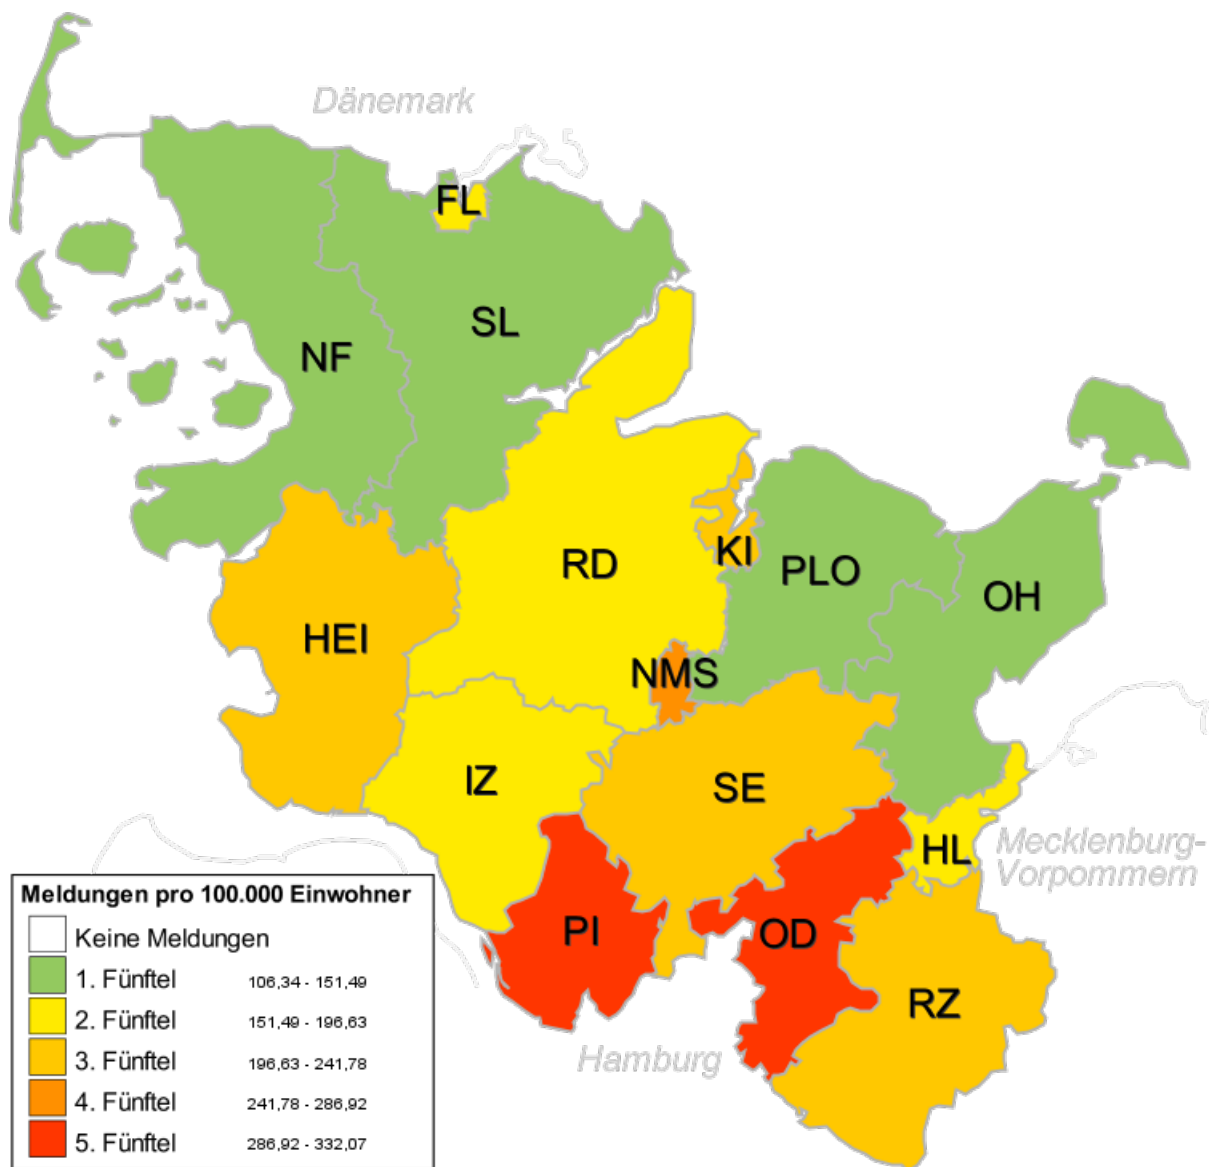 Dänemark
FL
SL
NF
RD
KI
PLO
OH
HEI
NMS
IZ
SE
HL
Mecklenburg-
Vorpommern
PI
OD
RZ
Hamburg
Meldungen pro 100.000 Einwohner
Keine Meldungen
1. Fünftel 106,34 - 151,49
2. Fünftel 151,49 - 196,63
3. Fünftel 196,63 - 241,78
4. Fünftel 241,78 - 286,92
5. Fünftel 286,92 - 332,07